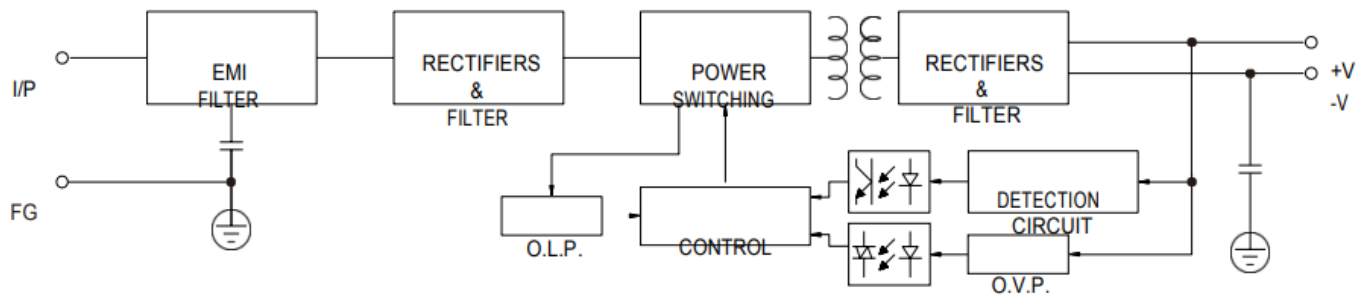 I/P
EMI
FILTER
RECTIFIERS
&
FILTER
POWER
SWITCHING
RECTIFIERS
&
FILTER
+V
-V
FG
O.L.P.
CONTROL
DETECTION
CIRCUIT
O.V.P.